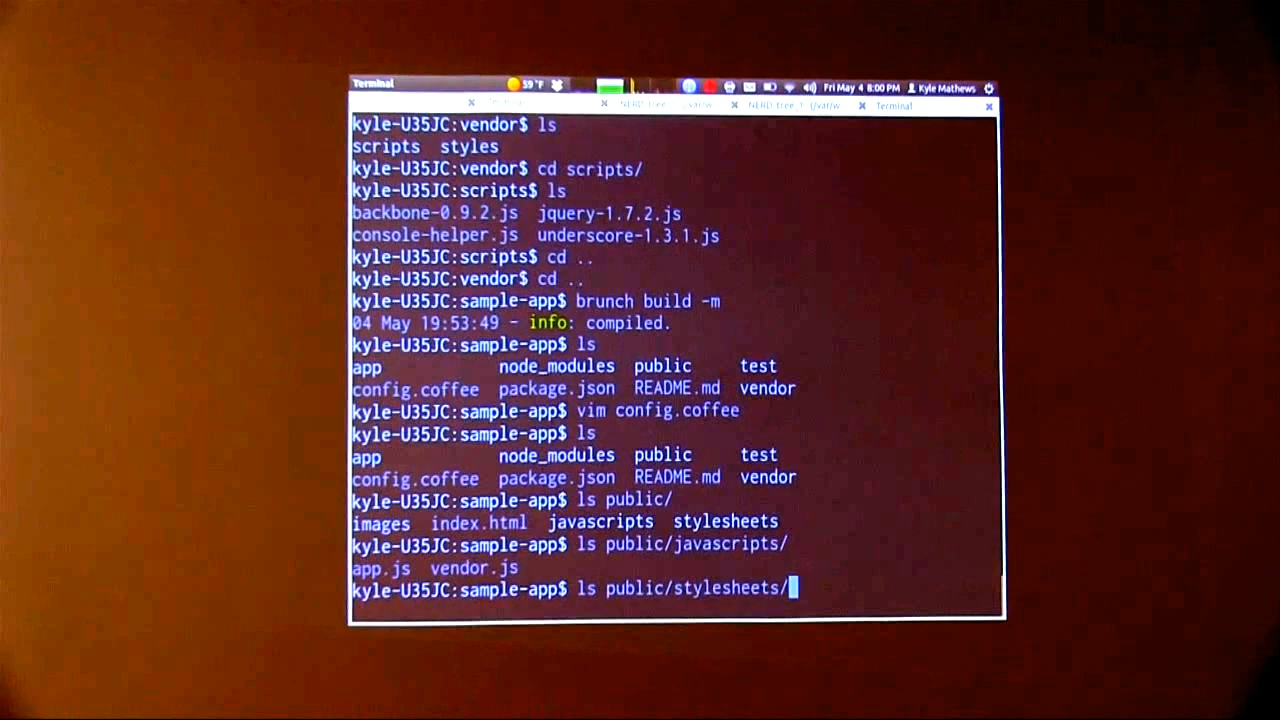 Terminal 59 °F Fri May 4 8:00 PM Kyle Mathews
Terminal
kyle-U35JC:vendor$ ls
scripts styles
kyle-U35JC:vendor$ cd scripts/
kyle-U35JC:scripts$ ls
backbone-0.9.2.js jquery-1.7.2.js
console-helper.js underscore-1.3.1.js
kyle-U35JC:scripts$ cd ..
kyle-U35JC:vendor$ cd ..
kyle-U35JC:sample-app$ brunch build -m
04 May 19:53:49 - info: compiled.
kyle-U35JC:sample-app$ ls
app node_modules public test
config.coffee package.json README.md vendor
kyle-U35JC:sample-app$ vim config.coffee
kyle-U35JC:sample-app$ ls
app node_modules public test
config.coffee package.json README.md vendor
kyle-U35JC:sample-app$ ls public/
images index.html javascripts stylesheets
kyle-U35JC:sample-app$ ls public/javascripts/
app.js vendor.js
kyle-U35JC:sample-app$ ls public/stylesheets/